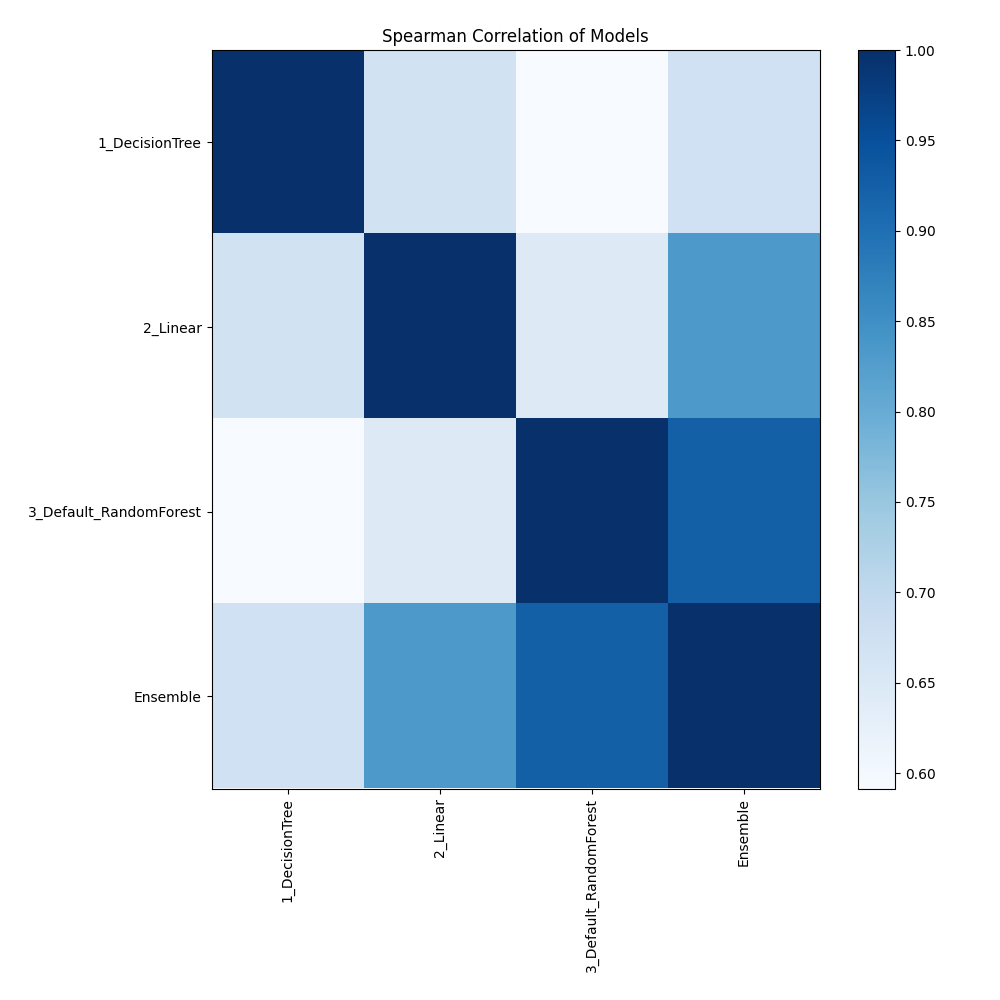 Spearman Correlation of Models
1_DecisionTree
2_Linear
3_Default_RandomForest
Ensemble
1_DecisionTree
2_Linear
3_Default_RandomForest
Ensemble
1.00
0.95
0.90
0.85
0.80
0.75
0.70
0.65
0.60